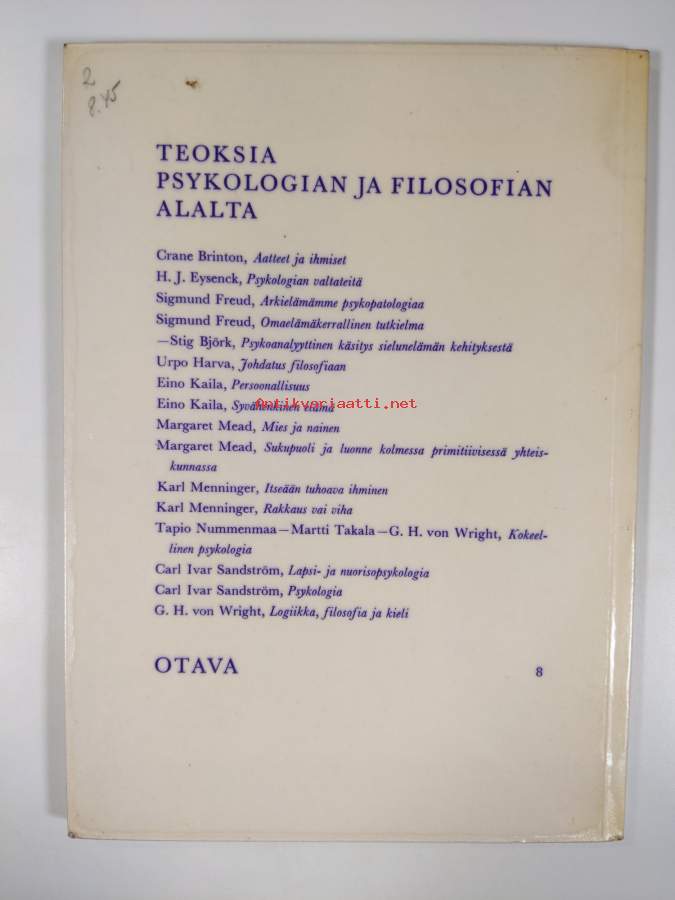 2
8.45
TEOKSIA
PSYKOLOGIAN JA FILOSOFIAN
ALALTA
Crane Brinton, Aatteet ja ihmiset
H. J. Eysenck, Psykologian valtateitä
Sigmund Freud, Arkielämämme psykopatologiaa
Sigmund Freud, Omaelämäkerrallinen tutkielma
—Stig Björk, Psykoanalyyttinen käsitys sielunelämän kehityksestä
Urpo Harva, Johdatus filosofiaan
Eino Kaila, Persoonallisuus
Antikvariaatti.net
Eino Kaila, Syvähenkinen elämä
Margaret Mead, Mies ja nainen
Margaret Mead, Sukupuoli ja luonne kolmessa primitiivisessä yhteis-
kunnassa
Karl Menninger, Itseään tuhoava ihminen
Karl Menninger, Rakkaus vai viha
Tapio Nummenmaa—Martti Takala—G. H. von Wright, Kokeel-
linen psykologia
Carl Ivar Sandström, Lapsi- ja nuorisopsykologia
Carl Ivar Sandström, Psykologia
G. H. von Wright, Logiikka, filosofia ja kieli
OTAVA
8